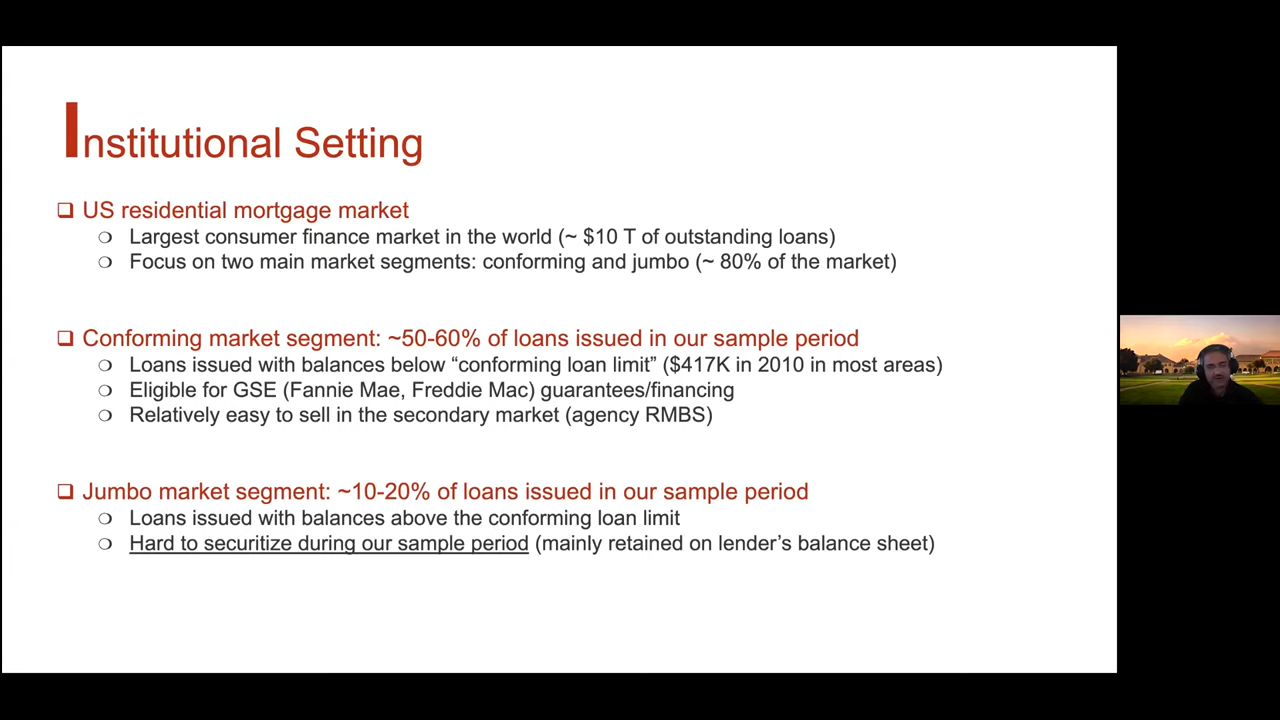 Institutional Setting
❑ US residential mortgage market
❍ Largest consumer finance market in the world (~ $10 T of outstanding loans)
❍ Focus on two main market segments: conforming and jumbo (~ 80% of the market)
❑ Conforming market segment: ~50-60% of loans issued in our sample period
❍ Loans issued with balances below “conforming loan limit” ($417K in 2010 in most areas)
❍ Eligible for GSE (Fannie Mae, Freddie Mac) guarantees/financing
❍ Relatively easy to sell in the secondary market (agency RMBS)
❑ Jumbo market segment: ~10-20% of loans issued in our sample period
❍ Loans issued with balances above the conforming loan limit
❍ Hard to securitize during our sample period (mainly retained on lender’s balance sheet)